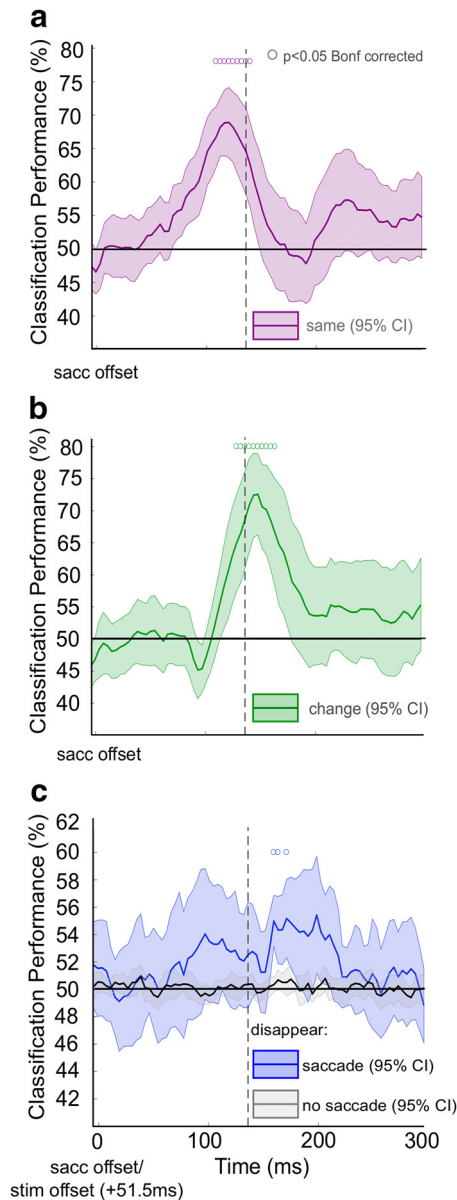 a
Classification Performance (%)
80
75
70
65
60
55
50
45
40
p<0.05 Bonf corrected
same (95% CI)
sacc offset
b
Classification Performance (%)
80
75
70
65
60
55
50
45
40
change (95% CI)
sacc offset
c
Classification Performance (%)
62
60
58
56
54
52
50
48
46
44
42
disappear:
saccade (95% CI)
no saccade (95% CI)
0 100 200 300
sacc offset/ Time (ms)
stim offset (+51.5ms)